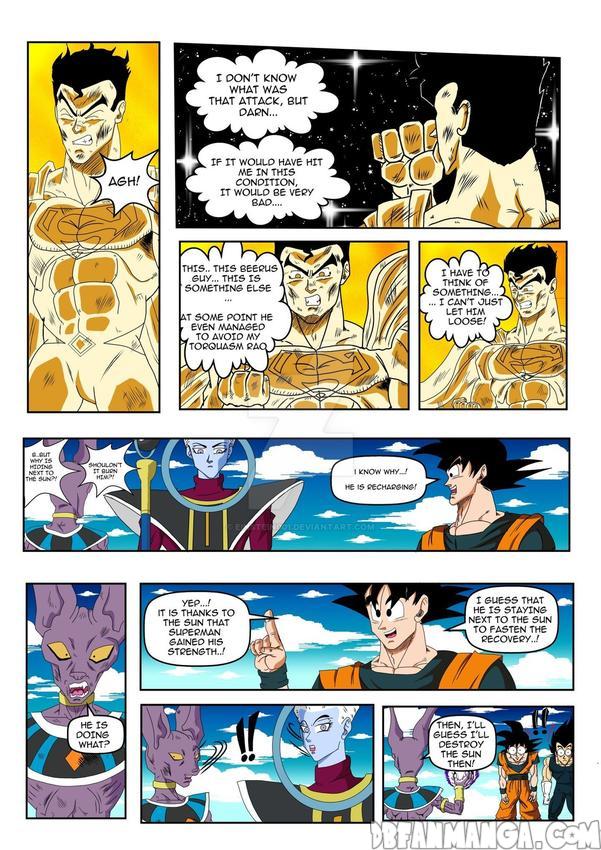 AGH!
I DON'T KNOW
WHAT WAS
THAT ATTACK, BUT
DARN...
IF IT WOULD HAVE HIT
ME IN THIS
CONDITION,
IT WOULD BE VERY
BAD....
THIS.. THIS BEERUS
GUY... THIS IS
SOMETHING ELSE
...
AT SOME POINT HE
EVEN MANAGED
TO AVOID MY
TORQUASM RAO
I HAVE TO
THINK OF
SOMETHING...
... I CAN'T JUST
LET HIM
LOOSE!
B..BUT
WHY IS
HIDING NEXT
TO THE
SUN?!
SHOULDN'T
IT BURN
HIM?!
I KNOW WHY...!
HE IS RECHARGING!
HE IS
DOING
WHAT?
YEP...!
IT IS THANKS TO
THE SUN THAT
SUPERMAN
GAINED HIS
STRENGTH..!
I GUESS THAT
HE IS STAYING
NEXT TO THE SUN
TO FASTEN THE
RECOVERY..!
!!
!!
THEN, I'LL
GUESS I'LL
DESTROY
THE SUN
THEN!
DBFANMANGA.COM